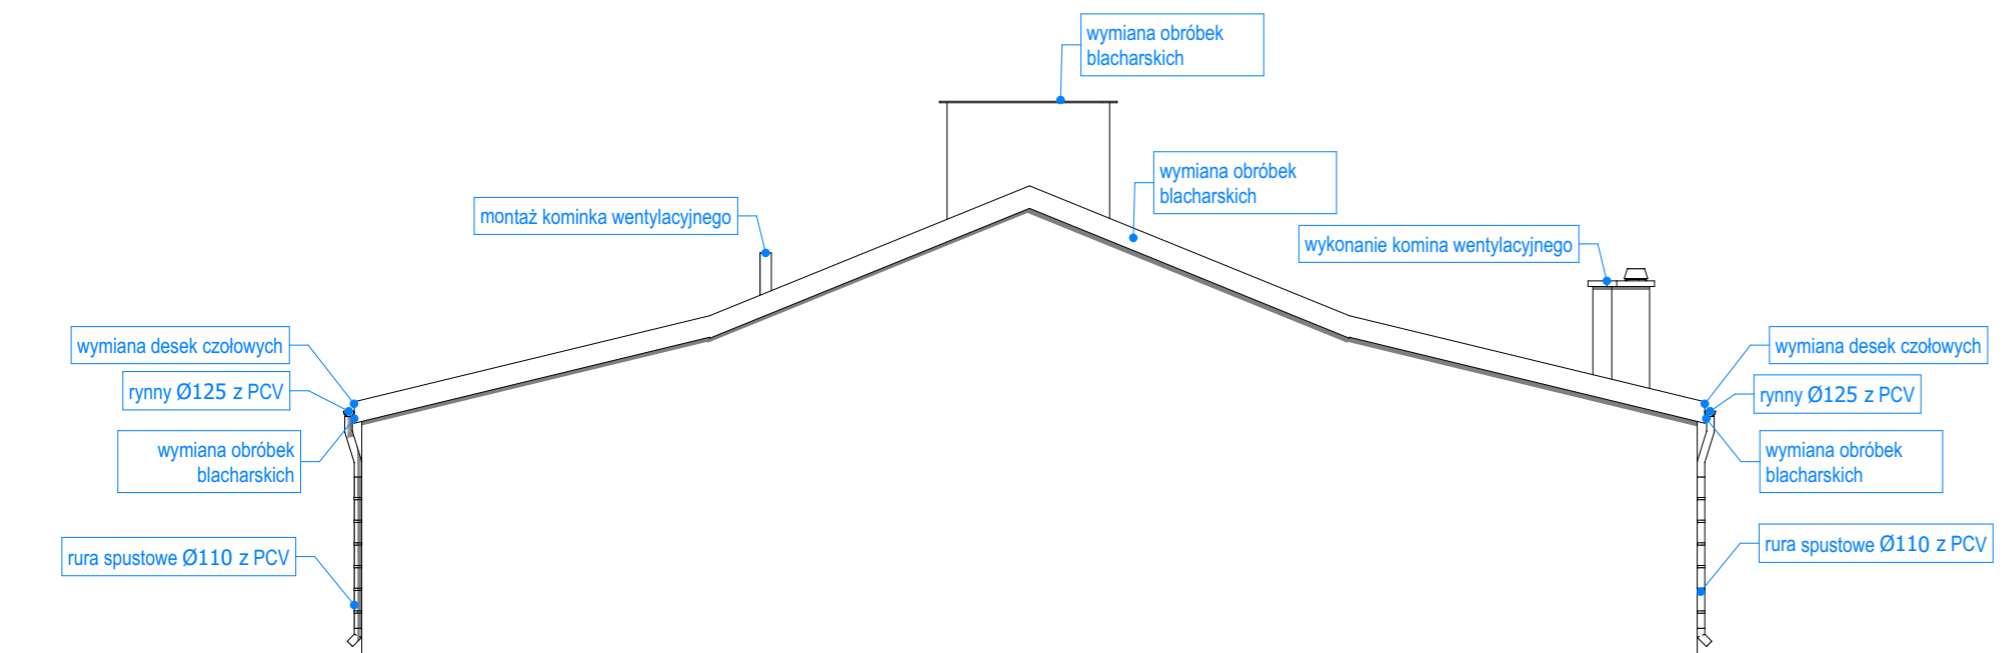 wymiana obróbek
blacharskich
wymiana obróbek
blacharskich
montaż kominka wentylacyjnego
wykonanie komina wentylacyjnego
wymiana desek czołowych
rynny Ø125 z PCV
wymiana obróbek
blacharskich
rura spustowe Ø110 z PCV
wymiana desek czołowych
rynny Ø125 z PCV
wymiana obróbek
blacharskich
rura spustowe Ø110 z PCV